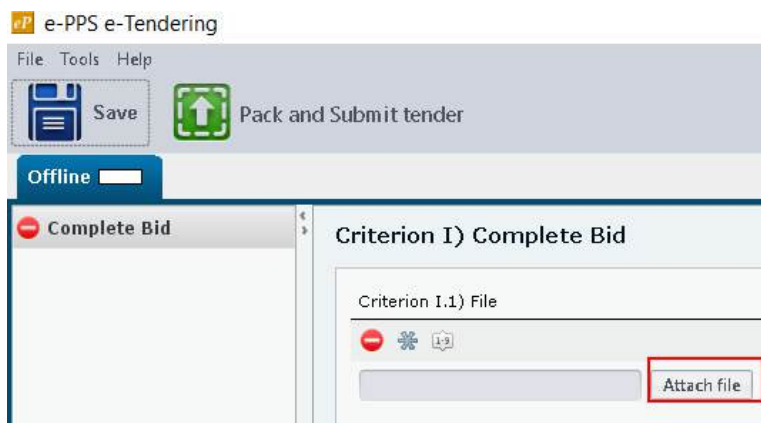 eP e-PPS e-Tendering
File Tools Help
Save Pack and Submit tender
Offline
Complete Bid
Criterion I) Complete Bid
Criterion I.1) File
1-9
Attach file